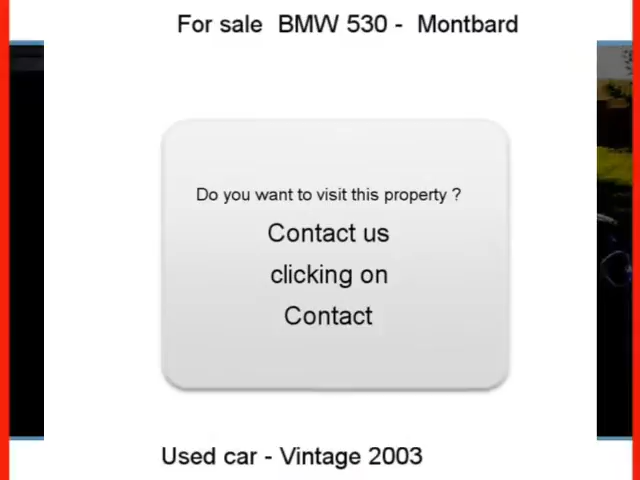 For sale  BMW 530 -  Montbard
Do you want to visit this property ?
Contact us
clicking on
Contact
Used car - Vintage 2003